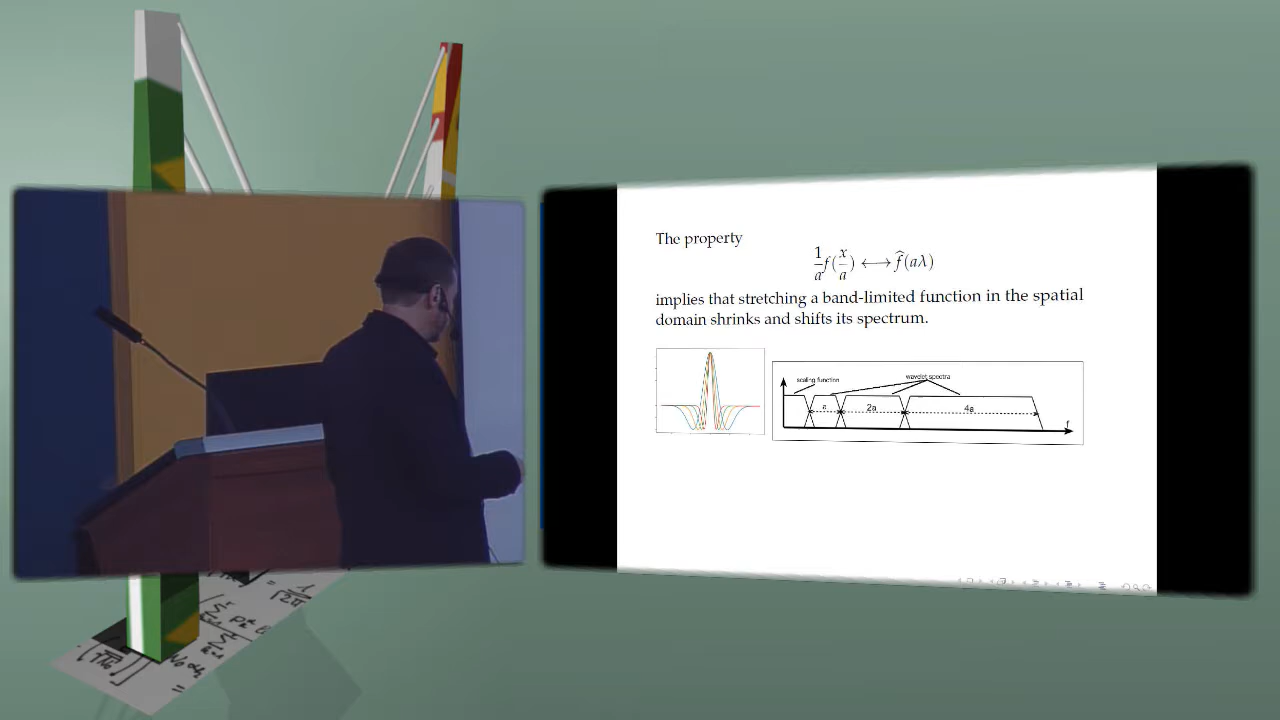 The property
1/a f(x/a) ⟷ f̂(aλ)
implies that stretching a band-limited function in the spatial
domain shrinks and shifts its spectrum.
scaling function
wavelet spectra
a
2a
4a
f